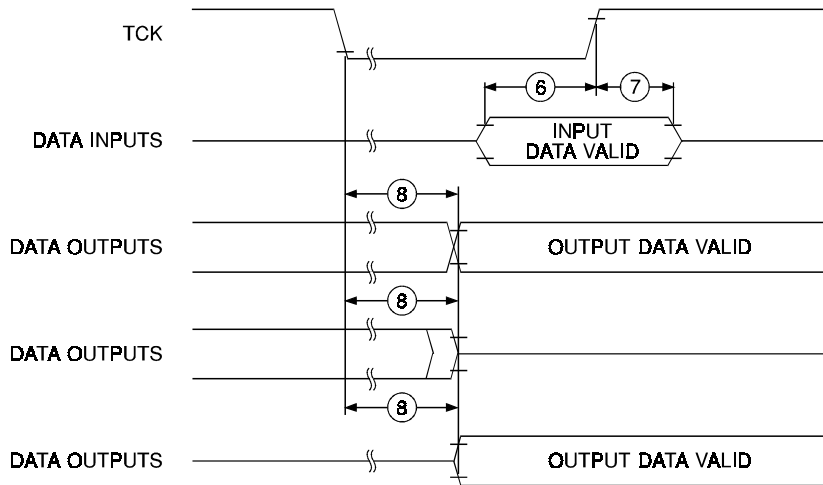 TCK
6
7
DATA INPUTS
INPUT
DATA VALID
8
DATA OUTPUTS
OUTPUT DATA VALID
8
DATA OUTPUTS
8
DATA OUTPUTS
OUTPUT DATA VALID